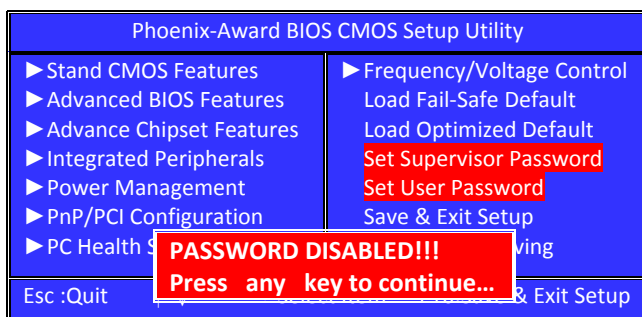 Phoenix-Award BIOS CMOS Setup Utility
►Stand CMOS Features
►Advanced BIOS Features
►Advance Chipset Features
►Integrated Peripherals
►Power Management
►PnP/PCI Configuration
►PC Health
►Frequency/Voltage Control
Load Fail-Safe Default
Load Optimized Default
Set Supervisor Password
Set User Password
Save & Exit Setup
PASSWORD DISABLED!!!
Press any key to continue...
Esc :Quit
& Exit Setup